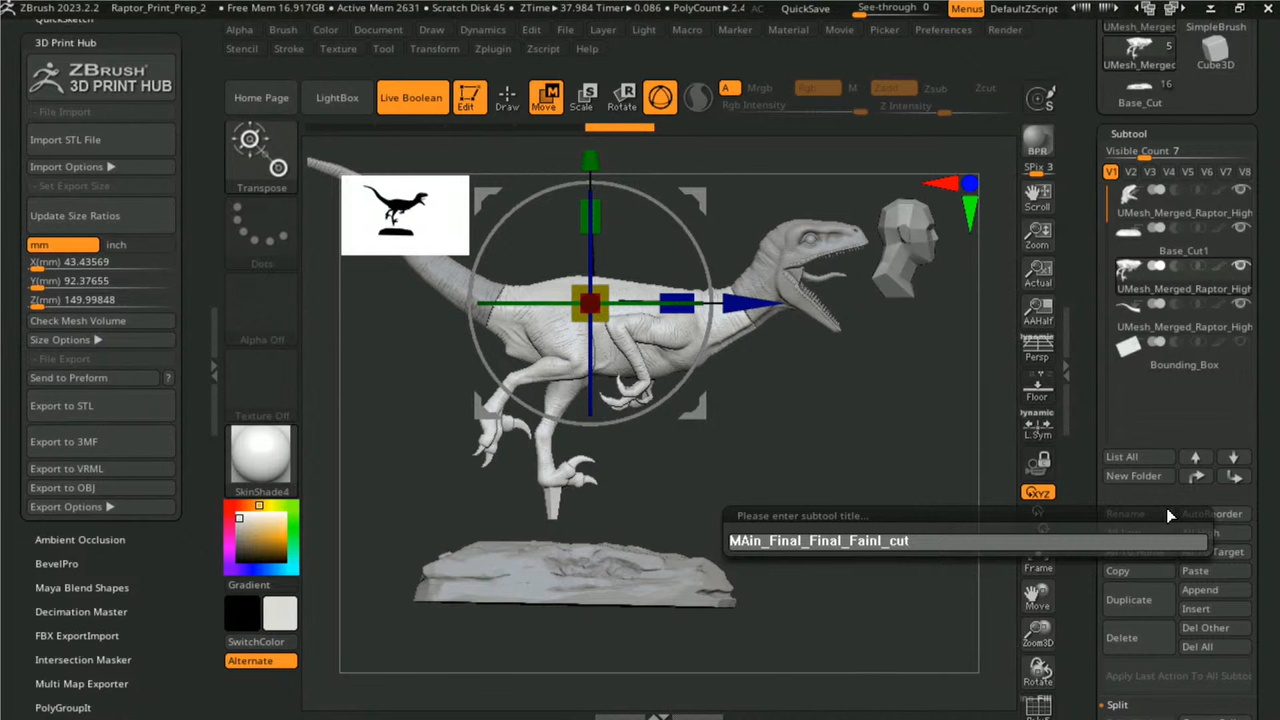 ZBrush 2023.2.2 Raptor_Print_Prep_2 • Free Mem 16.917GB • Active Mem 2631 • Scratch Disk 45 • ZTime▸37.984 Timer▸0.086 • PolyCount▸2.4 AC QuickSave See-through 0 Menus DefaultZScript
Alpha Brush Color Document Draw Dynamics Edit File Layer Light Macro Marker Material Movie Picker Preferences Render
Stencil Stroke Texture Tool Transform Zplugin Zscript Help
QuickSketch
3D Print Hub
ZBRUSH
3D PRINT HUB
- File Import
Import STL File
Import Options ▶
- Set Export Size
Update Size Ratios
mm inch
X(mm) 43.43569
Y(mm) 92.37655
Z(mm) 149.99848
Check Mesh Volume
Size Options ▶
- File Export
Send to Preform ?
Export to STL
Export to 3MF
Export to VRML
Export to OBJ
Export Options ▶
Ambient Occlusion
BevelPro
Maya Blend Shapes
Decimation Master
FBX ExportImport
Intersection Masker
Multi Map Exporter
PolyGroupIt
Home Page LightBox Live Boolean Edit Draw Move Scale Rotate A Mrgb Rgb M Zadd Zsub Zcut
Rgb Intensity Z Intensity
Transpose
Dots
Alpha Off
Texture Off
SkinShade4
Gradient
SwitchColor
Alternate
Please enter subtool title...
MAin_Final_Final_Fainl_cut
S
BPR
SPix 3
Scroll
Zoom
Actual
AAHalf
Dynamic
Persp
Floor
Dynamic
L.Sym
XYZ
Frame
Move
Zoom3D
Rotate
UMesh_Merged SimpleBrush
5
UMesh_Merged Cube3D
16
Base_Cut
Subtool
Visible Count 7
V1 V2 V3 V4 V5 V6 V7 V8
UMesh_Merged_Raptor_High
Base_Cut1
UMesh_Merged_Raptor_High
UMesh_Merged_Raptor_High
Bounding_Box
List All
New Folder
Rename AutoReorder
Target
Copy Paste
Duplicate Append
Insert
Delete Del Other
Del All
Apply Last Action To All Subtoo
Split